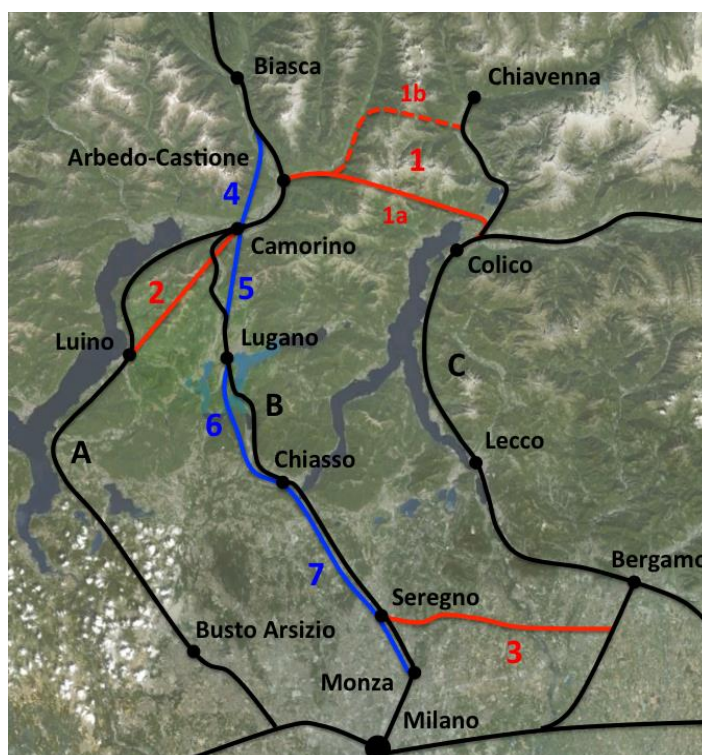 Biasca
Chiavenna
1b
Arbedo-Castione
1
4
1a
Camorino
Colico
2
5
Luino
Lugano
C
B
A
6
Lecco
Chiasso
7
Bergamo
Seregno
Busto Arsizio
3
Monza
Milano